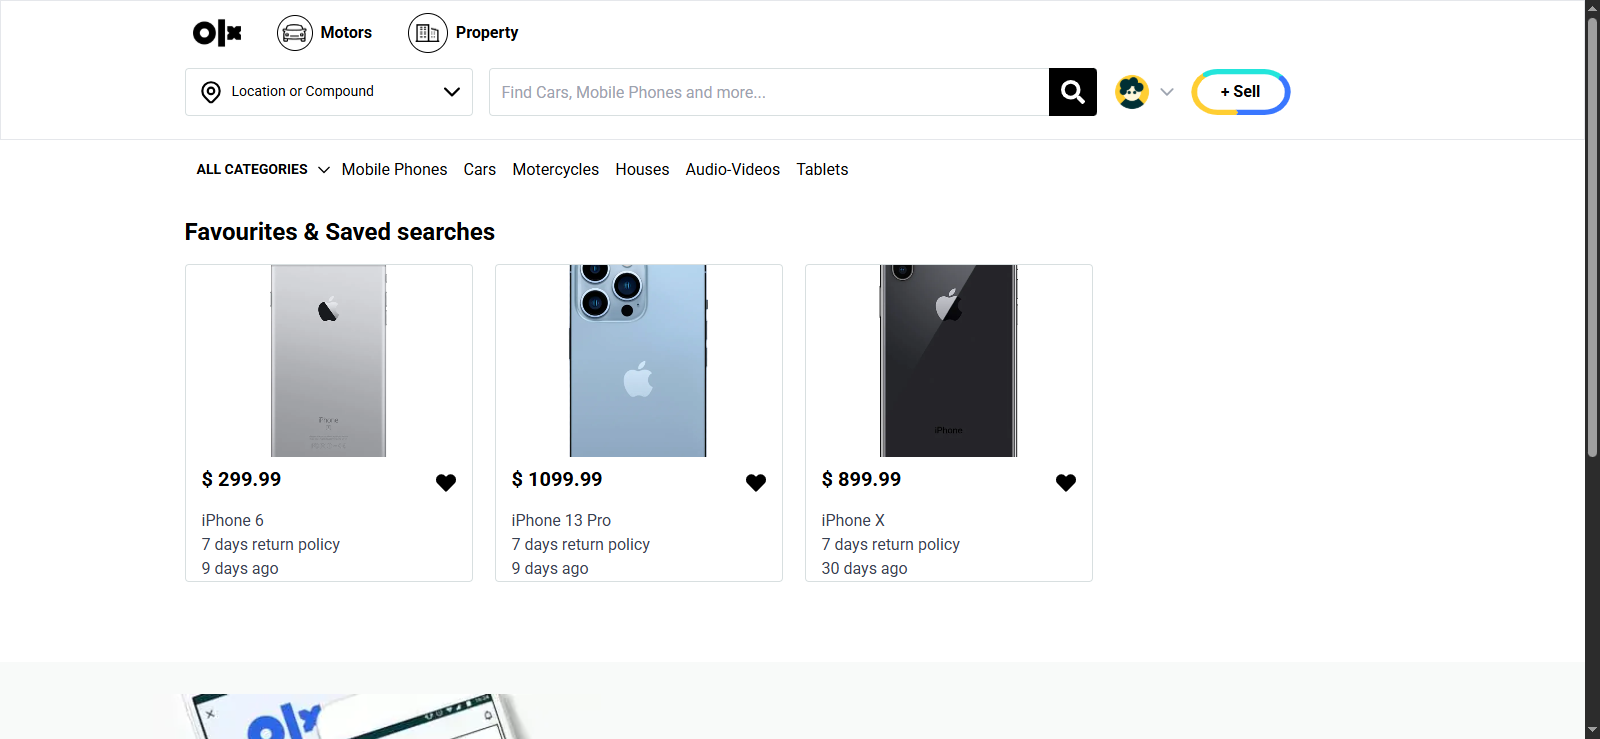 olx
Motors
Property
Location or Compound
Find Cars, Mobile Phones and more...
+ Sell
ALL CATEGORIES
Mobile Phones
Cars
Motercycles
Houses
Audio-Videos
Tablets
Favourites & Saved searches
$ 299.99
iPhone 6
7 days return policy
9 days ago
$ 1099.99
iPhone 13 Pro
7 days return policy
9 days ago
iPhone
$ 899.99
iPhone X
7 days return policy
30 days ago
olx